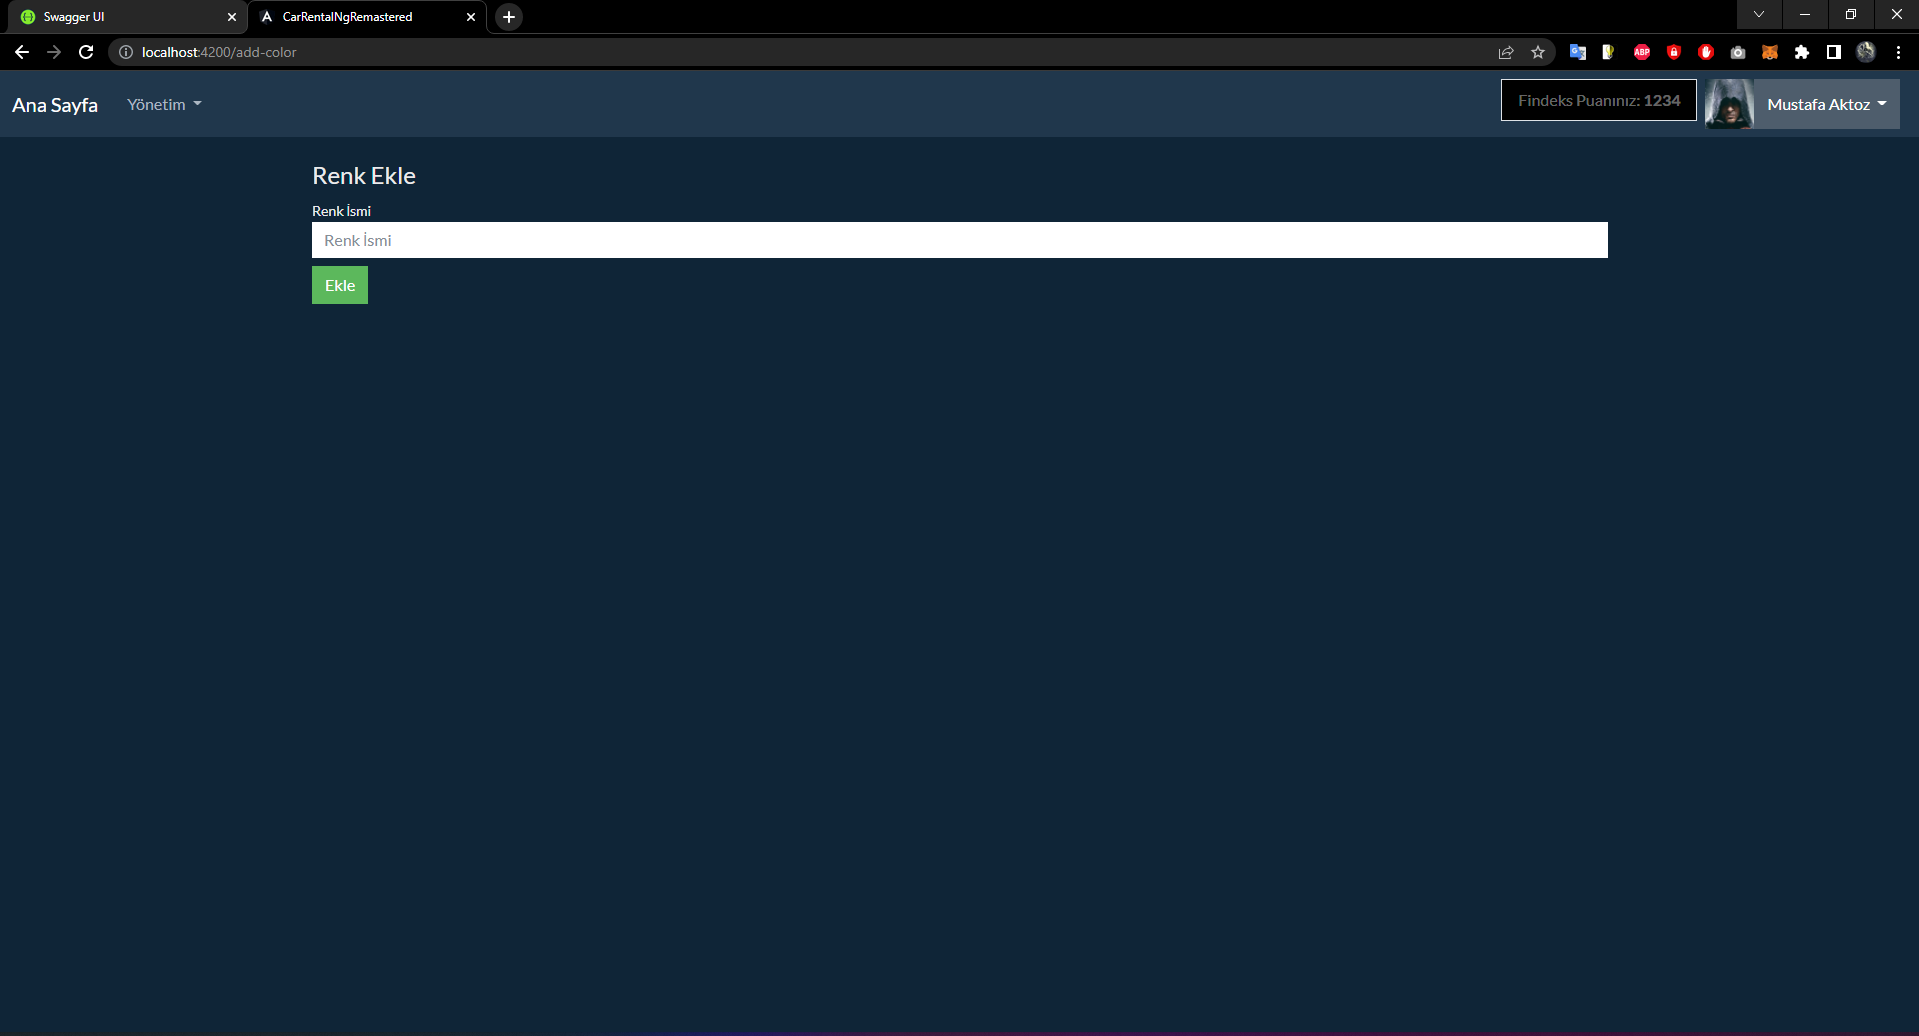 Swagger UI
CarRentalNgRemastered
localhost:4200/add-color
ABP
Ana Sayfa
Yönetim
Findeks Puanınız: 1234
Mustafa Aktoz
Renk Ekle
Renk İsmi
Renk İsmi
Ekle